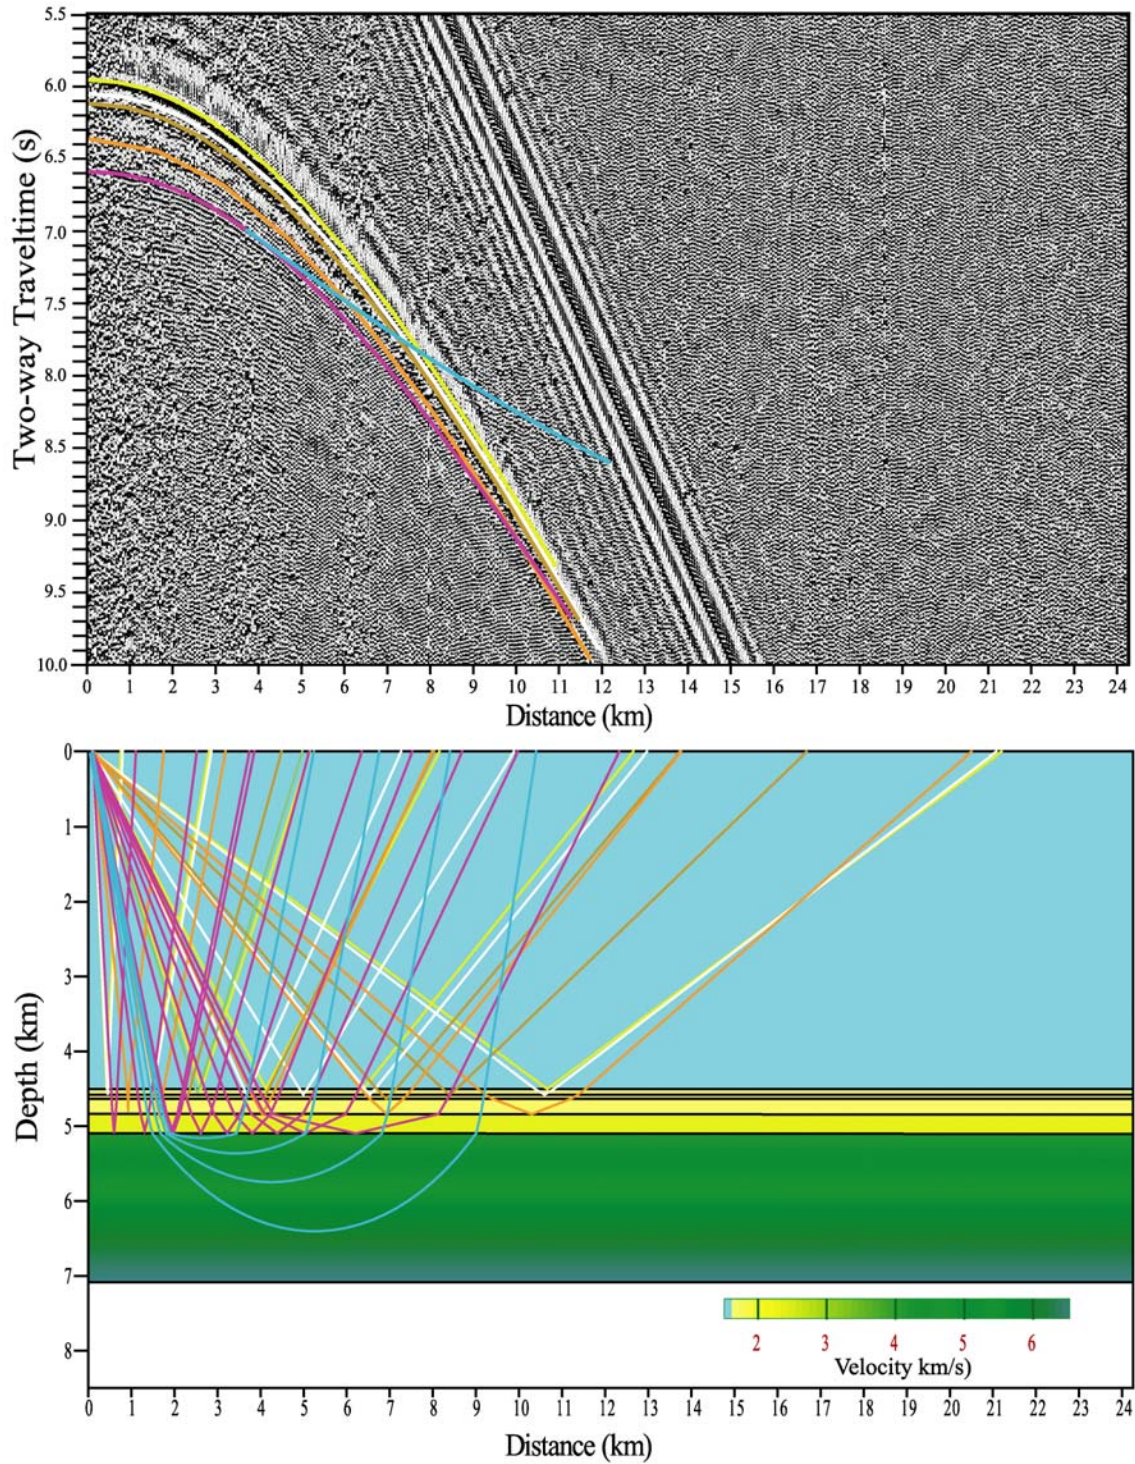 5.5
6.0
6.5
7.0
7.5
8.0
8.5
9.0
9.5
10.0
Two-way Traveltime (s)
0 1 2 3 4 5 6 7 8 9 10 11 12 13 14 15 16 17 18 19 20 21 22 23 24
Distance (km)
0
1
2
3
4
5
6
7
8
Depth (km)
2 3 4 5 6
Velocity km/s)
0 1 2 3 4 5 6 7 8 9 10 11 12 13 14 15 16 17 18 19 20 21 22 23 24
Distance (km)